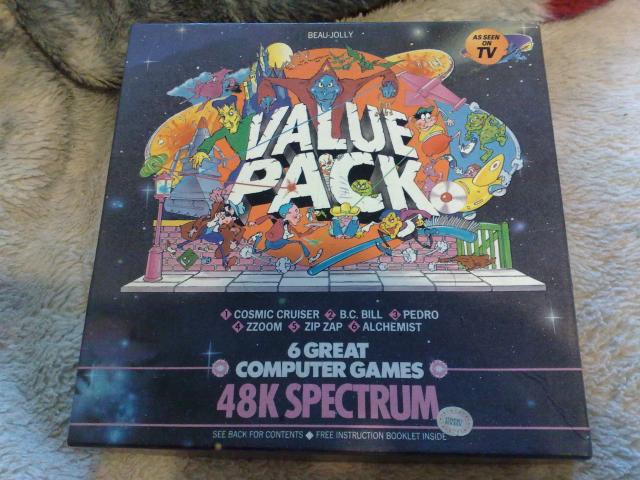 BEAU-JOLLY
AS SEEN
ON
TV
VALUE
PACK
1 COSMIC CRUISER 2 B.C. BILL 3 PEDRO
4 ZZOOM 5 ZIP ZAP 6 ALCHEMIST
6 GREAT
COMPUTER GAMES
48K SPECTRUM
SEE BACK FOR CONTENTS ◆ FREE INSTRUCTION BOOKLET INSIDE